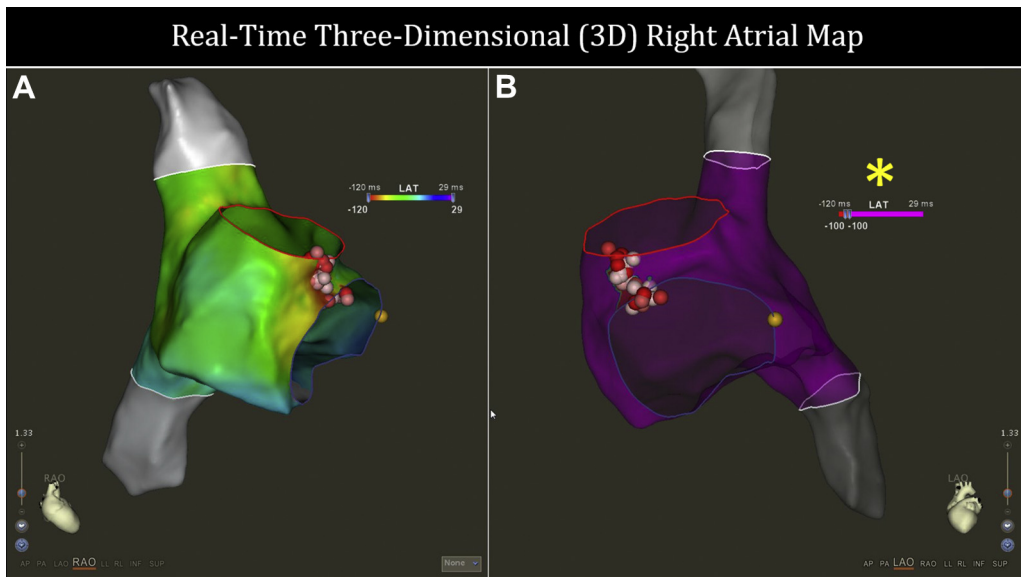 Real-Time Three-Dimensional (3D) Right Atrial Map
A
B
-120 ms LAT 29 ms
-120 29
-120 ms LAT 29 ms
-100 -100
*
1.33
1.33
RAO
LAO
AP PA LAO RAO LL RL INF SUP
None
AP PA LAO RAO LL RL INF SUP